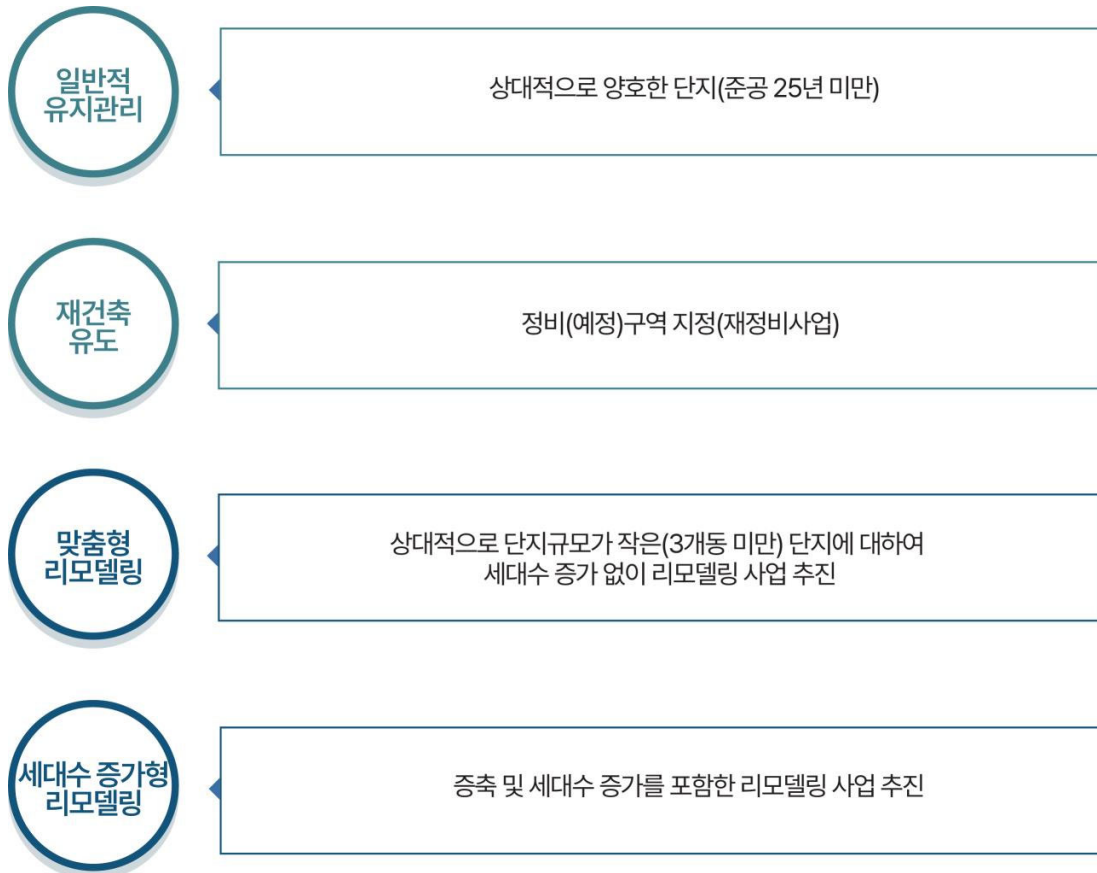 일반적
유지관리
상대적으로 양호한 단지(준공 25년 미만)
재건축
유도
정비(예정)구역 지정(재정비사업)
맞춤형
리모델링
상대적으로 단지규모가 작은(3개동 미만) 단지에 대하여
세대수 증가 없이 리모델링 사업 추진
세대수 증가형
리모델링
증축 및 세대수 증가를 포함한 리모델링 사업 추진